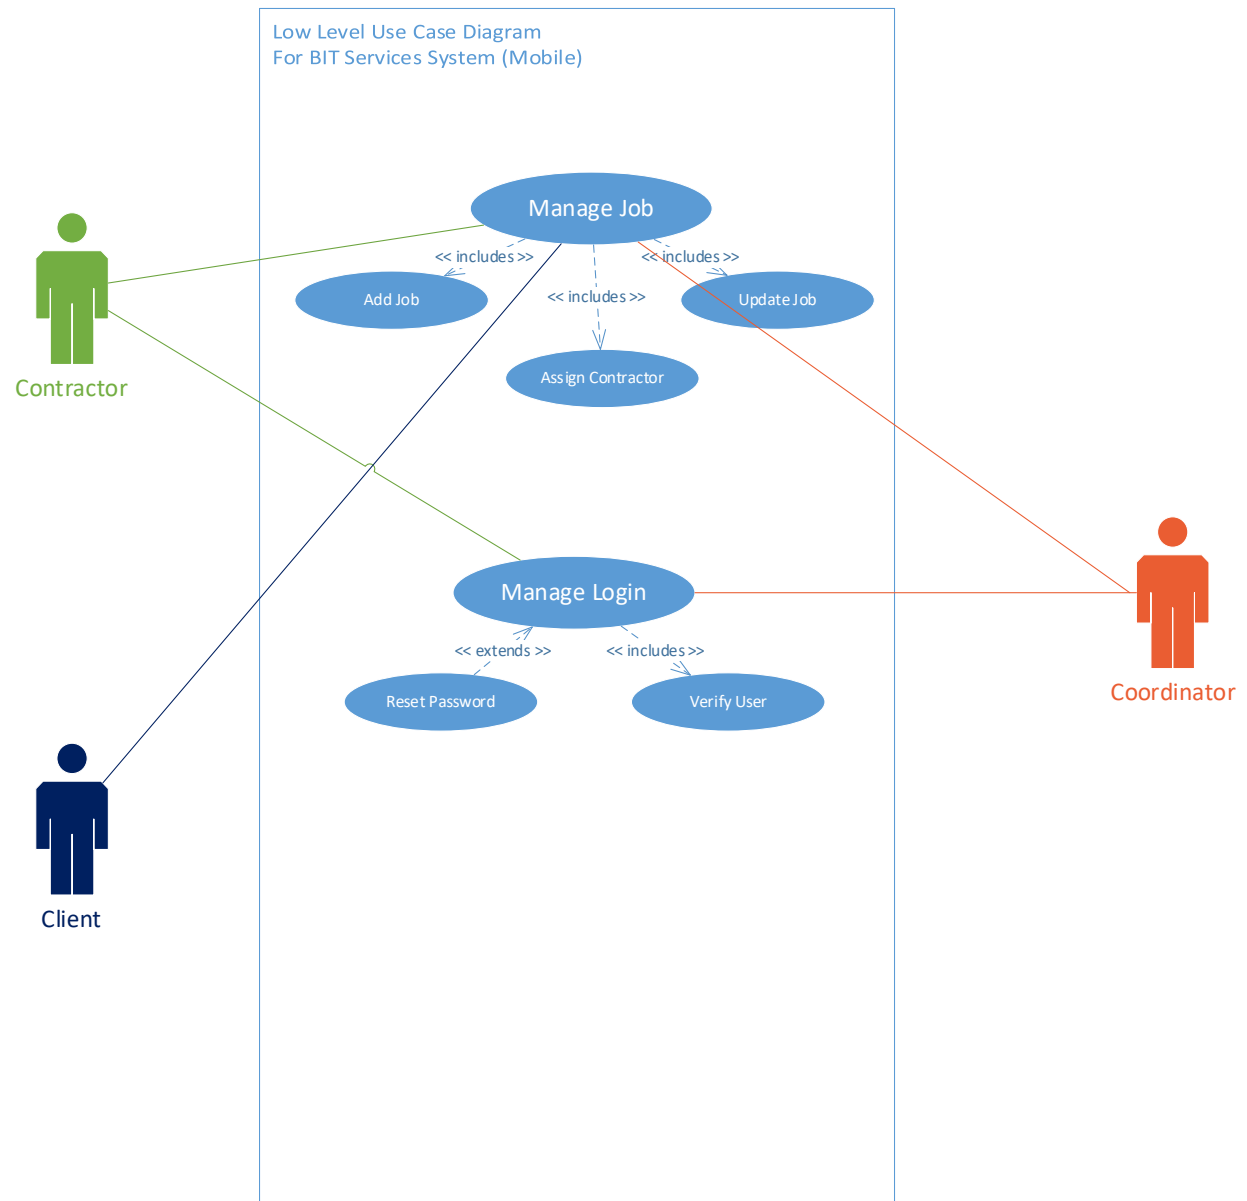 Low Level Use Case Diagram
For BIT Services System (Mobile)
Manage Job
<< includes >>
<< includes >>
Add Job
<< includes >>
Update Job
Assign Contractor
Contractor
Manage Login
<< extends >>
<< includes >>
Reset Password
Verify User
Coordinator
Client